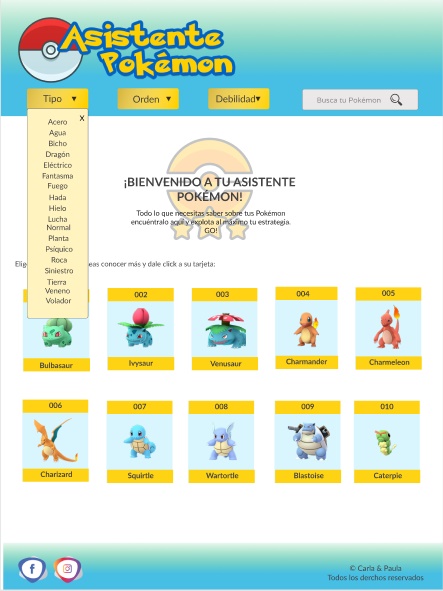 Asistente
Pokémon
Tipo ▼
Orden ▼
Debilidad▼
Busca tu Pokémon
X
Acero
Agua
Bicho
Dragón
Eléctrico
Fantasma
Fuego
Hada
Hielo
Lucha
Normal
Planta
Psíquico
Roca
Siniestro
Tierra
Veneno
Volador
¡BIENVENIDO A TU ASISTENTE
POKÉMON!
Todo lo que necesitas saber sobre tus Pokémon
encuéntralo aquí y explota al máximo tu estrategia.
GO!
conocer más y dale click a su tarjeta:
002
003
004
005
Bulbasaur
Ivysaur
Venusaur
Charmander
Charmeleon
006
007
008
009
010
Charizard
Squirtle
Wartortle
Blastoise
Caterpie
f
© Carla & Paula
Todos los derchos reservados